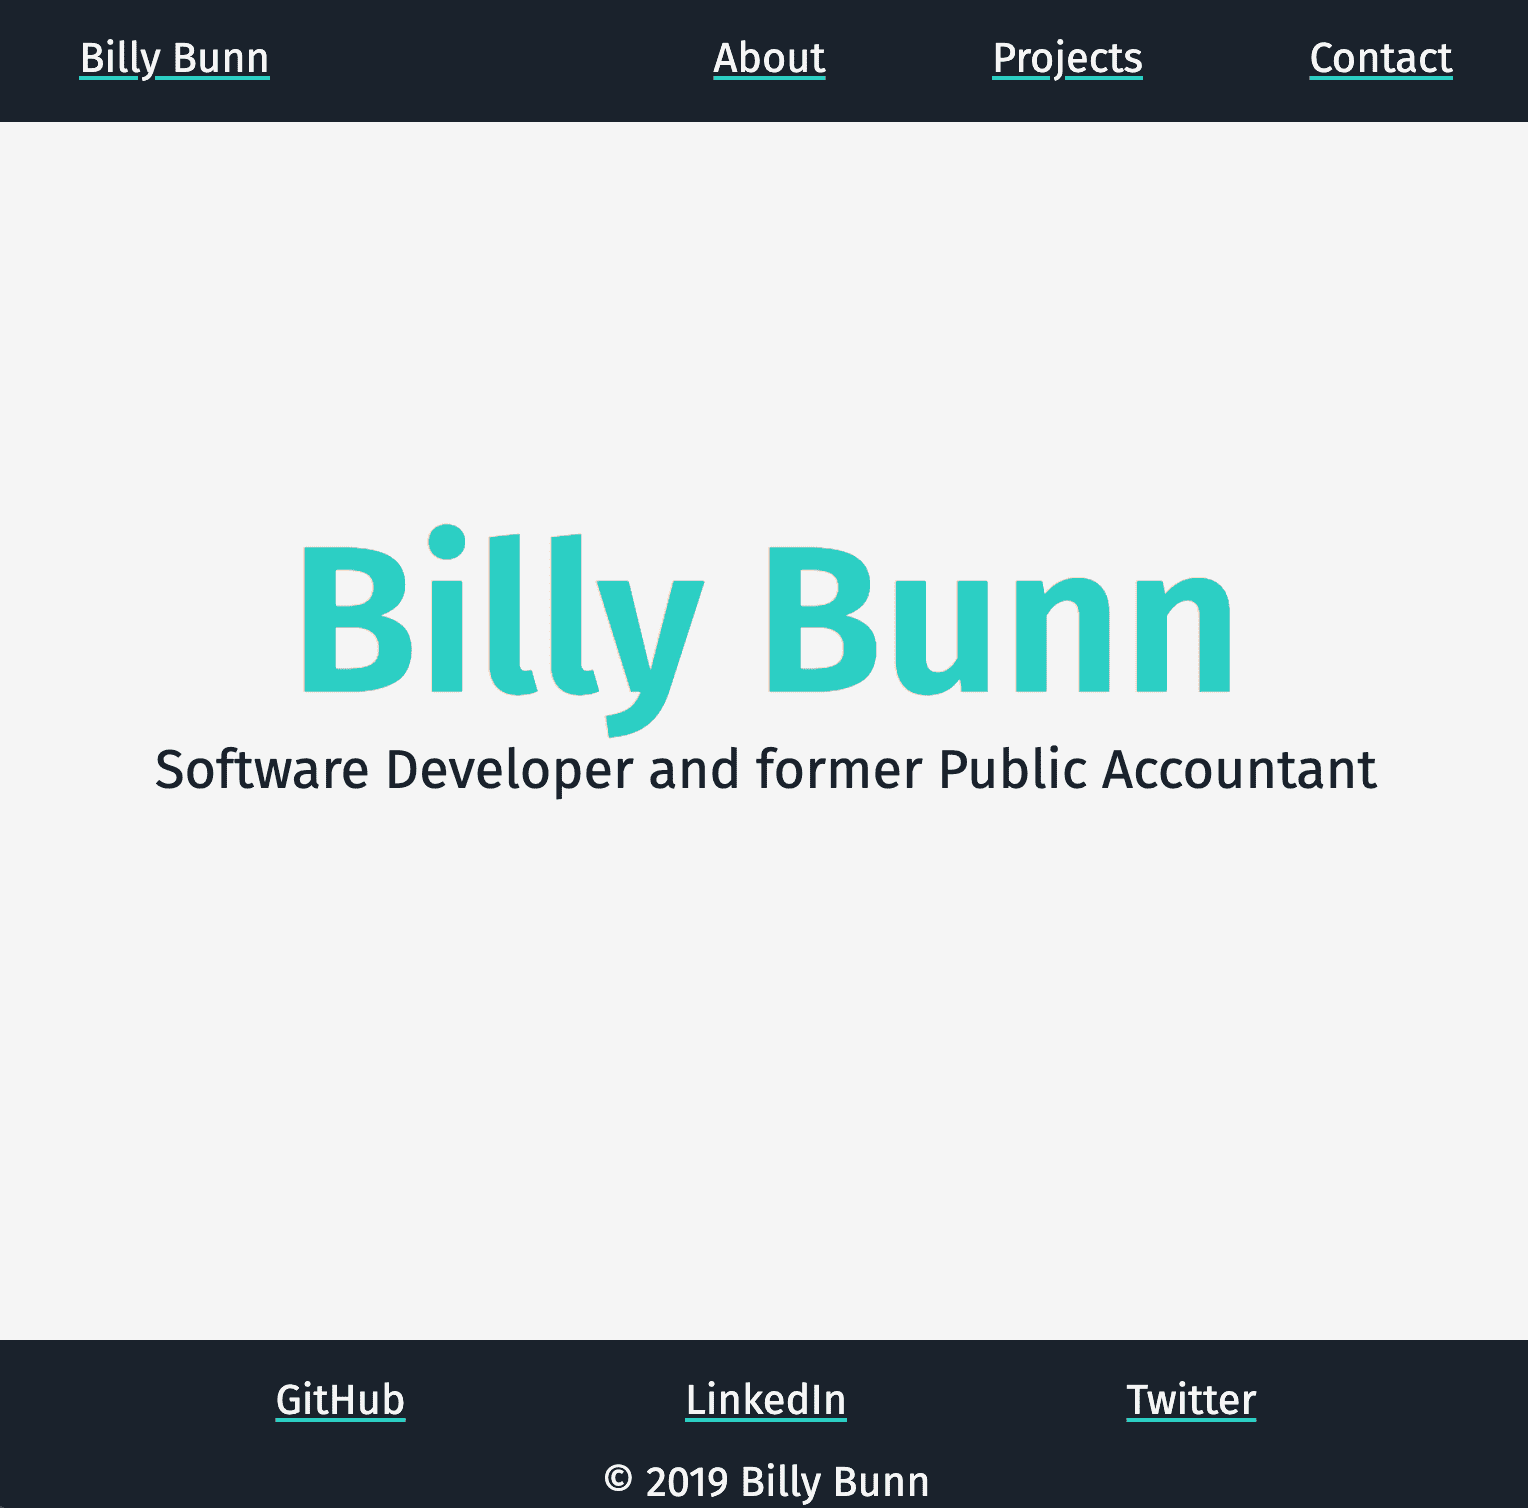 Billy Bunn About Projects Contact
Billy Bunn
Software Developer and former Public Accountant
GitHub LinkedIn Twitter
© 2019 Billy Bunn